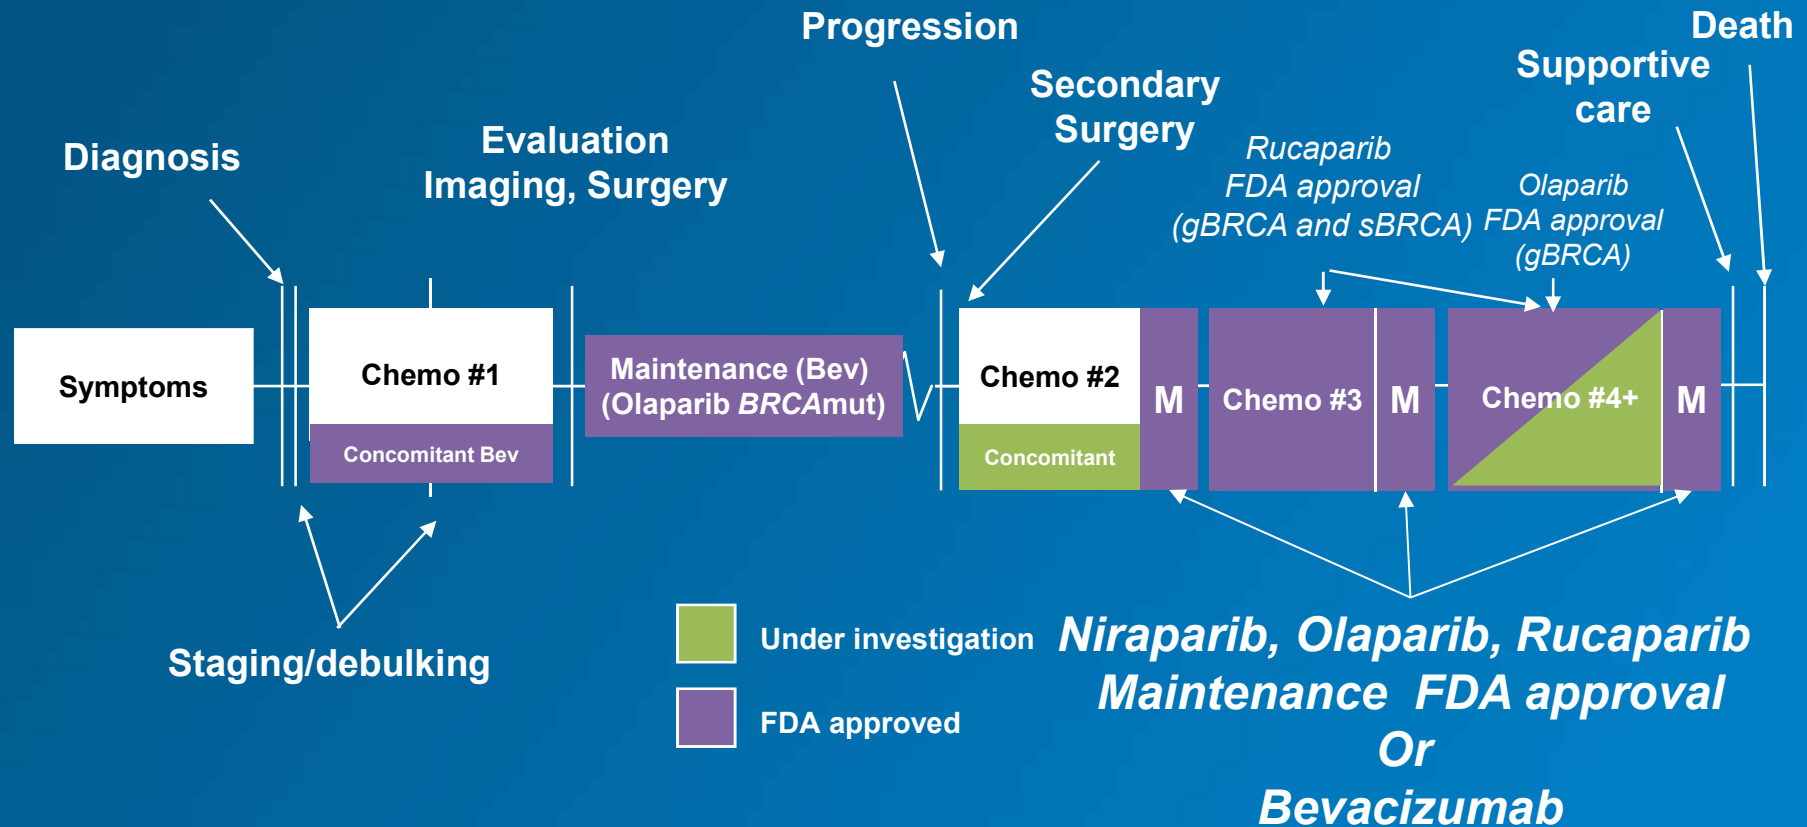 Progression
Death
Supportive
care
Secondary
Surgery
Evaluation
Imaging, Surgery
Diagnosis
Rucaparib
FDA approval
(gBRCA and sBRCA)
Olaparib
FDA approval
(gBRCA)
Symptoms
Chemo #1
Concomitant Bev
Maintenance (Bev)
(Olaparib BRCAmut)
Chemo #2
Concomitant
M
Chemo #3
M
Chemo #4+
M
Staging/debulking
Under investigation
FDA approved
Niraparib, Olaparib, Rucaparib
Maintenance FDA approval
Or
Bevacizumab